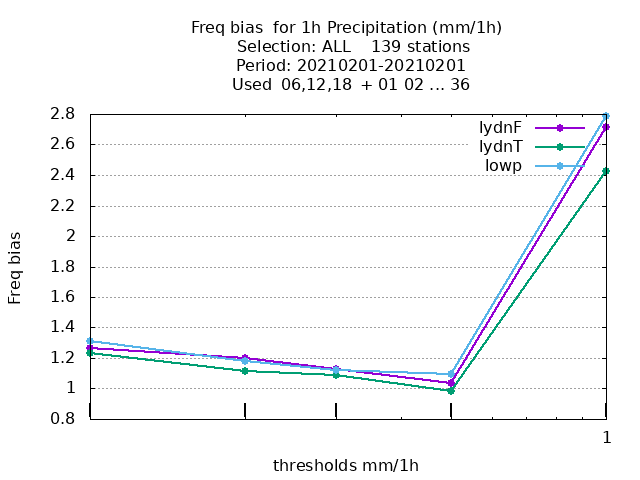 Freq bias  for 1h Precipitation (mm/1h)
Selection: ALL    139 stations
Period: 20210201-20210201
Used  06,12,18  + 01 02 ... 36
lydnF
lydnT
lowp
2.8
2.6
2.4
2.2
2
1.8
1.6
1.4
1.2
1
0.8
Freq bias
1
thresholds mm/1h